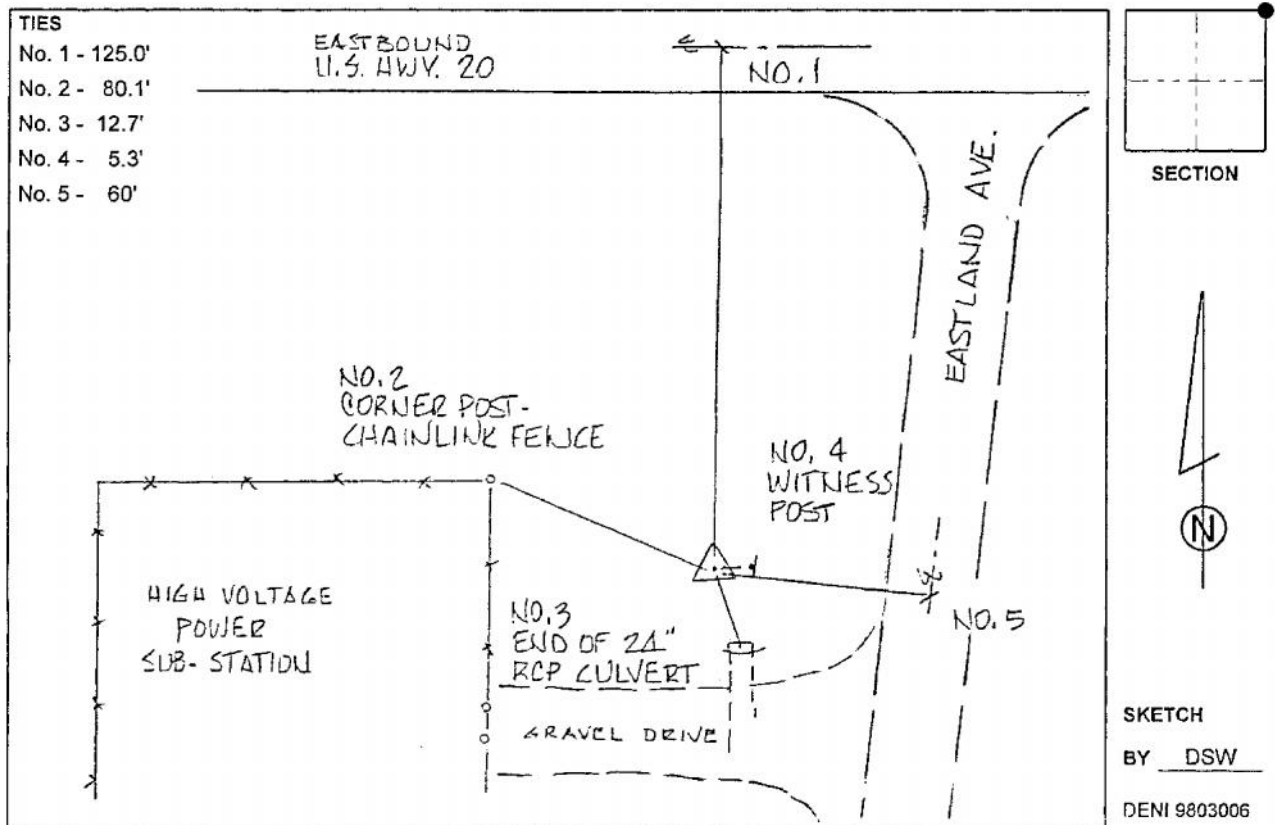 TIES
No. 1 - 125.0'
No. 2 - 80.1'
No. 3 - 12.7'
No. 4 - 5.3'
No. 5 - 60'
EASTBOUND
U.S. HWY. 20
NO. 1
EASTLAND AVE.
SECTION
NO. 2
CORNER POST-
CHAINLINK FENCE
NO. 4
WITNESS
POST
N
HIGH VOLTAGE
POWER
SUB-STATION
NO. 3
END OF 24"
RCP CULVERT
NO. 5
GRAVEL DRIVE
SKETCH
BY DSW
DENI 9803006